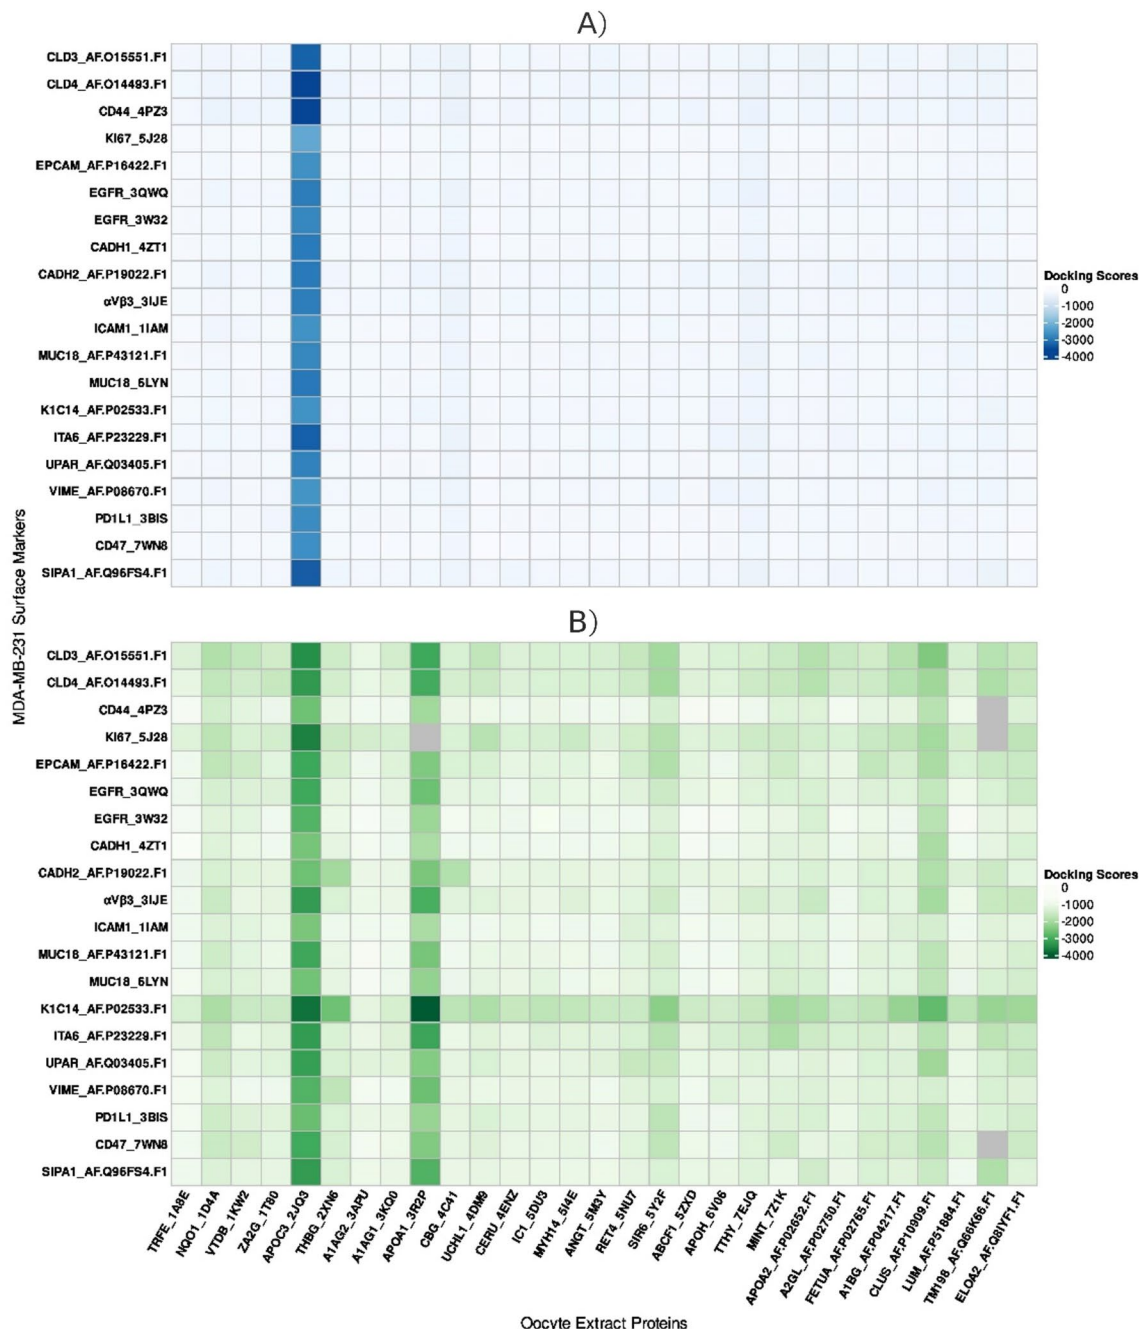 A)
CLD3_AF.O15551.F1
CLD4_AF.O14493.F1
CD44_4PZ3
KI67_5J28
EPCAM_AF.P16422.F1
EGFR_3QWQ
EGFR_3W32
CADH1_4ZT1
CADH2_AF.P19022.F1
αVβ3_3IJE
ICAM1_1IAM
MUC18_AF.P43121.F1
MUC18_6LYN
K1C14_AF.P02533.F1
ITA6_AF.P23229.F1
UPAR_AF.Q03405.F1
VIME_AF.P08670.F1
PD1L1_3BIS
CD47_7WN8
SIPA1_AF.Q96FS4.F1
Docking Scores
0
-1000
-2000
-3000
-4000
MDA-MB-231 Surface Markers
B)
CLD3_AF.O15551.F1
CLD4_AF.O14493.F1
CD44_4PZ3
KI67_5J28
EPCAM_AF.P16422.F1
EGFR_3QWQ
EGFR_3W32
CADH1_4ZT1
CADH2_AF.P19022.F1
αVβ3_3IJE
ICAM1_1IAM
MUC18_AF.P43121.F1
MUC18_6LYN
K1C14_AF.P02533.F1
ITA6_AF.P23229.F1
UPAR_AF.Q03405.F1
VIME_AF.P08670.F1
PD1L1_3BIS
CD47_7WN8
SIPA1_AF.Q96FS4.F1
Docking Scores
0
-1000
-2000
-3000
-4000
TRFE_1A8E
NQO1_1D4A
VTDB_1KW2
ZA2G_1T80
APOC3_2JQ3
THBG_2XN6
A1AG2_3APU
A1AG1_3KQ0
APOA1_3R2P
CBG_4C41
UCHL1_4DM9
CERU_4ENZ
IC1_5DU3
MYH14_5I4E
ANGT_5M3Y
RET4_5NU7
SIR6_5Y2F
ABCF1_5ZXD
APOH_6V06
TTHY_7EJQ
MINT_7Z1K
APOA2_AF.P02652.F1
A2GL_AF.P02750.F1
FETUA_AF.P02765.F1
A1BG_AF.P04217.F1
CLUS_AF.P10909.F1
LUM_AF.P51884.F1
TM198_AF.Q66K66.F1
ELOA2_AF.Q8IYF1.F1
Oocyte Extract Proteins